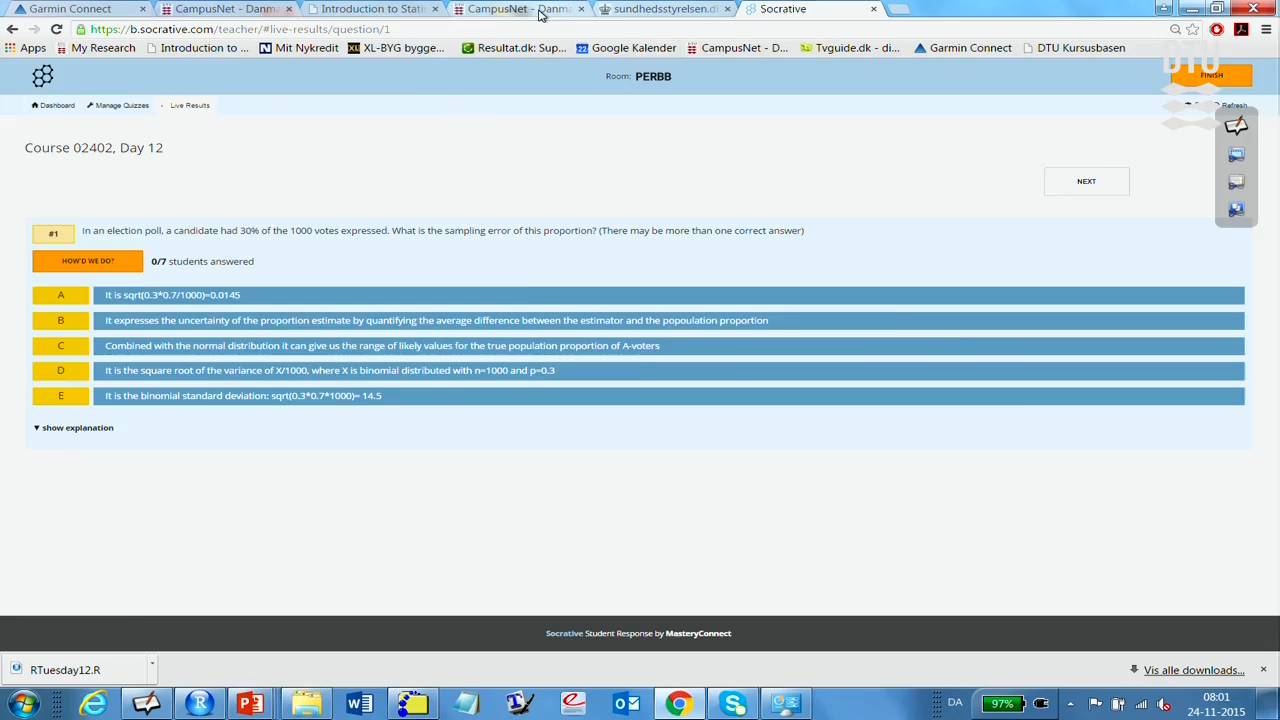 Garmin Connect × CampusNet - Danma × Introduction to Stati × CampusNet - Danma × sundhedsstyrelsen.dk × Socrative ×
https://b.socrative.com/teacher/#live-results/question/1
Apps My Research Introduction to ... Mit Nykredit XL-BYG bygge... Resultat.dk: Sup... Google Kalender CampusNet - D... Tvguide.dk - di... Garmin Connect DTU Kursusbasen
Room: PERBB
DTU
FINISH
Dashboard Manage Quizzes Live Results
Refresh
Course 02402, Day 12
NEXT
#1 In an election poll, a candidate had 30% of the 1000 votes expressed. What is the sampling error of this proportion? (There may be more than one correct answer)
HOW'D WE DO? 0/7 students answered
A It is sqrt(0.3*0.7/1000)=0.0145
B It expresses the uncertainty of the proportion estimate by quantifying the average difference between the estimator and the popoulation proportion
C Combined with the normal distribution it can give us the range of likely values for the true population proportion of A-voters
D It is the square root of the variance of X/1000, where X is binomial distributed with n=1000 and p=0.3
E It is the binomial standard deviation: sqrt(0.3*0.7*1000)= 14.5
▼ show explanation
Socrative Student Response by MasteryConnect
RTuesday12.R
Vis alle downloads...
DA 97% 08:01
24-11-2015